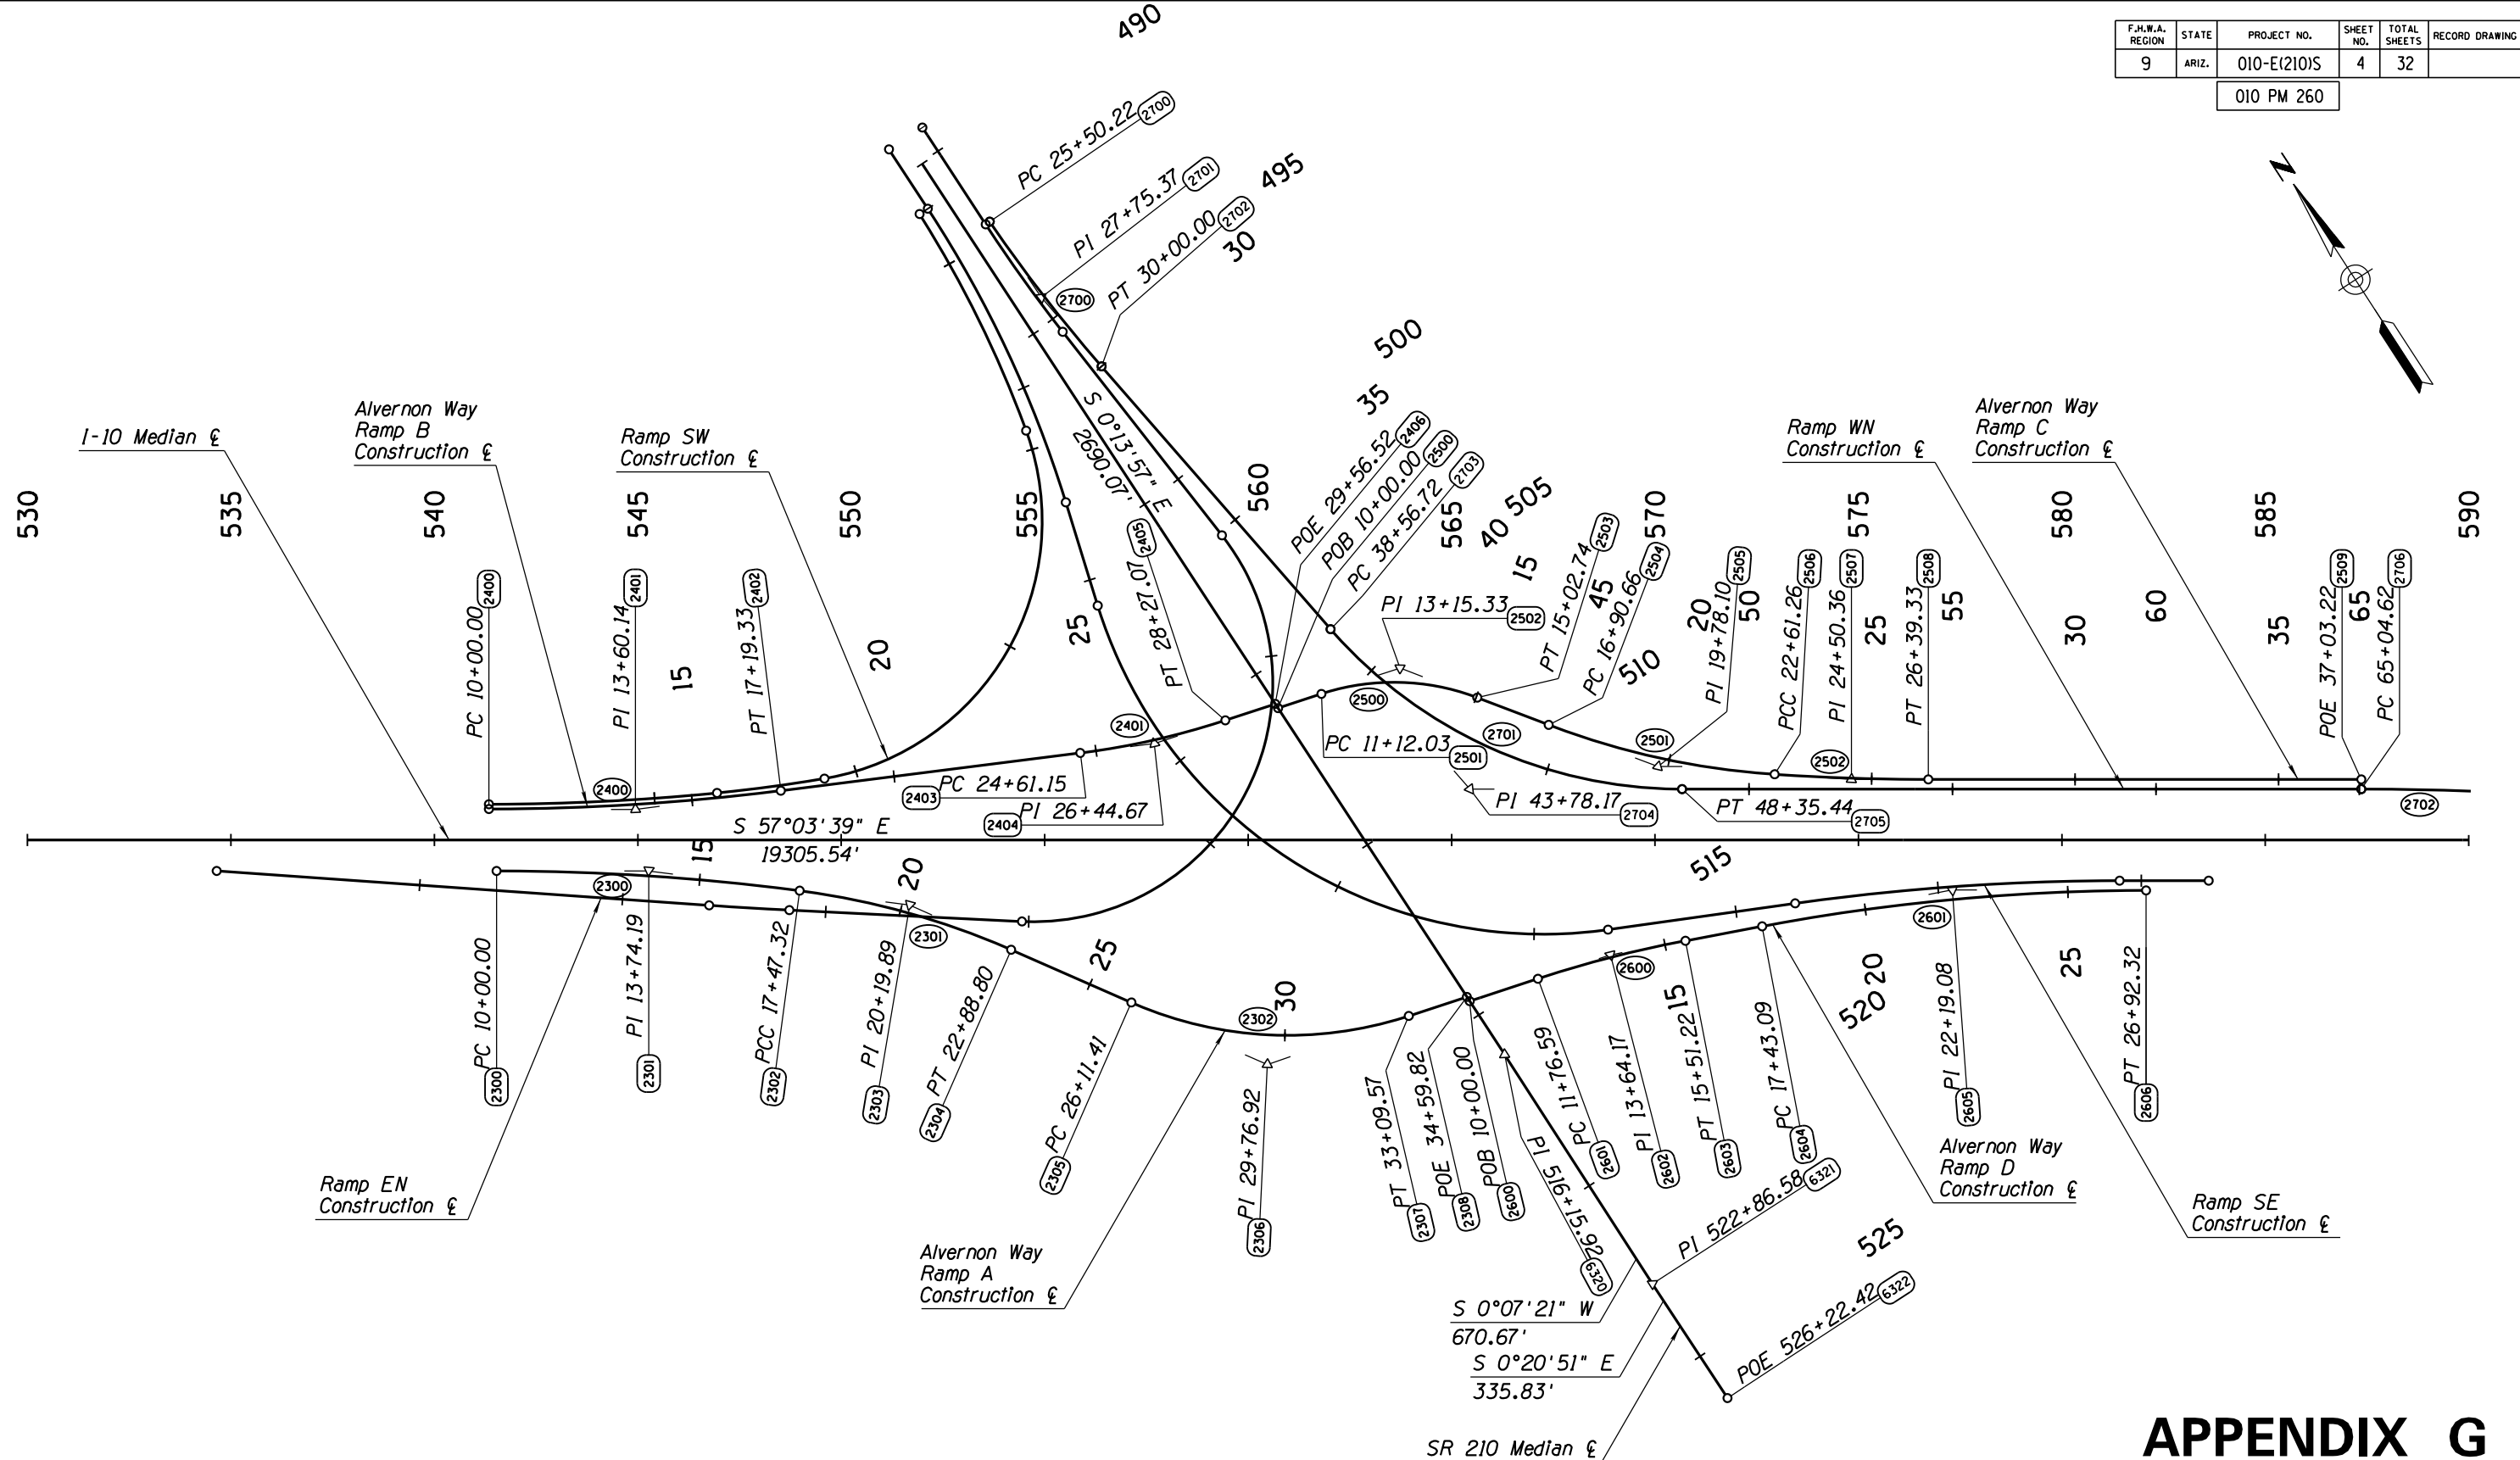 F.H.W.A. REGION STATE PROJECT NO. SHEET NO. TOTAL SHEETS RECORD DRAWING
9 ARIZ. 010-E(210)S 4 32
010 PM 260
N
490
PC 25+50.22 2700
PI 27+75.37 2701
495
PT 30+00.00 2702
30
2700
500
35
S 0°13'57" E
2690.07'
I-10 Median ℄
Alvernon Way
Ramp B
Construction ℄
Ramp SW
Construction ℄
Ramp WN
Construction ℄
Alvernon Way
Ramp C
Construction ℄
530
535
540
545
550
555
560
565
570
575
580
585
590
POE 29+56.52 2406
POB 10+00.00 2500
PC 38+56.72 2703
505
40
15
45
510
PC 10+00.00 2400
PI 13+60.14 2401
15
PT 17+19.33 2402
20
25
PT 28+27.07 2405
PI 13+15.33 2502
PT 15+02.74 2503
PC 16+90.66 2504
20
PI 19+78.10 2505
50
PCC 22+61.26 2506
PI 24+50.36 2507
25
PT 26+39.33 2508
55
30
60
35
POE 37+03.22 2509
65
PC 65+04.62 2706
2400
2401
2500
2701
2501
2502
2702
2403 PC 24+61.15
2404 PI 26+44.67
PC 11+12.03 2501
PI 43+78.17 2704
PT 48+35.44 2705
S 57°03'39" E
19305.54'
15
20
515
2300
2301
2302
2600
2601
PC 10+00.00 2300
PI 13+74.19 2301
PCC 17+47.32 2302
PI 20+19.89 2303
PT 22+88.80 2304
25
PC 26+11.41 2305
30
PI 29+76.92 2306
PT 33+09.57 2307
POE 34+59.82 2308
POB 10+00.00 2600
PI 516+15.92 6320
PC 11+76.59 2601
PI 13+64.17 2602
15
PT 15+51.22 2603
PC 17+43.09 2604
20
520
PI 22+19.08 2605
25
PT 26+92.32 2606
PI 522+86.58 6321
525
POE 526+22.42 6322
Ramp EN
Construction ℄
Alvernon Way
Ramp A
Construction ℄
Alvernon Way
Ramp D
Construction ℄
Ramp SE
Construction ℄
S 0°07'21" W
670.67'
S 0°20'51" E
335.83'
SR 210 Median ℄
APPENDIX G